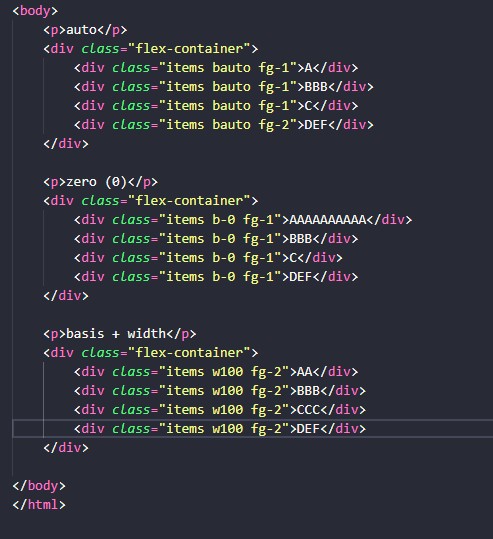 <body>
    <p>auto</p>
    <div class="flex-container">
        <div class="items bauto fg-1">A</div>
        <div class="items bauto fg-1">BBB</div>
        <div class="items bauto fg-1">C</div>
        <div class="items bauto fg-2">DEF</div>
    </div>

    <p>zero (0)</p>
    <div class="flex-container">
        <div class="items b-0 fg-1">AAAAAAAAAA</div>
        <div class="items b-0 fg-1">BBB</div>
        <div class="items b-0 fg-1">C</div>
        <div class="items b-0 fg-1">DEF</div>
    </div>

    <p>basis + width</p>
    <div class="flex-container">
        <div class="items w100 fg-2">AA</div>
        <div class="items w100 fg-2">BBB</div>
        <div class="items w100 fg-2">CCC</div>
        <div class="items w100 fg-2">DEF</div>
    </div>

</body>
</html>